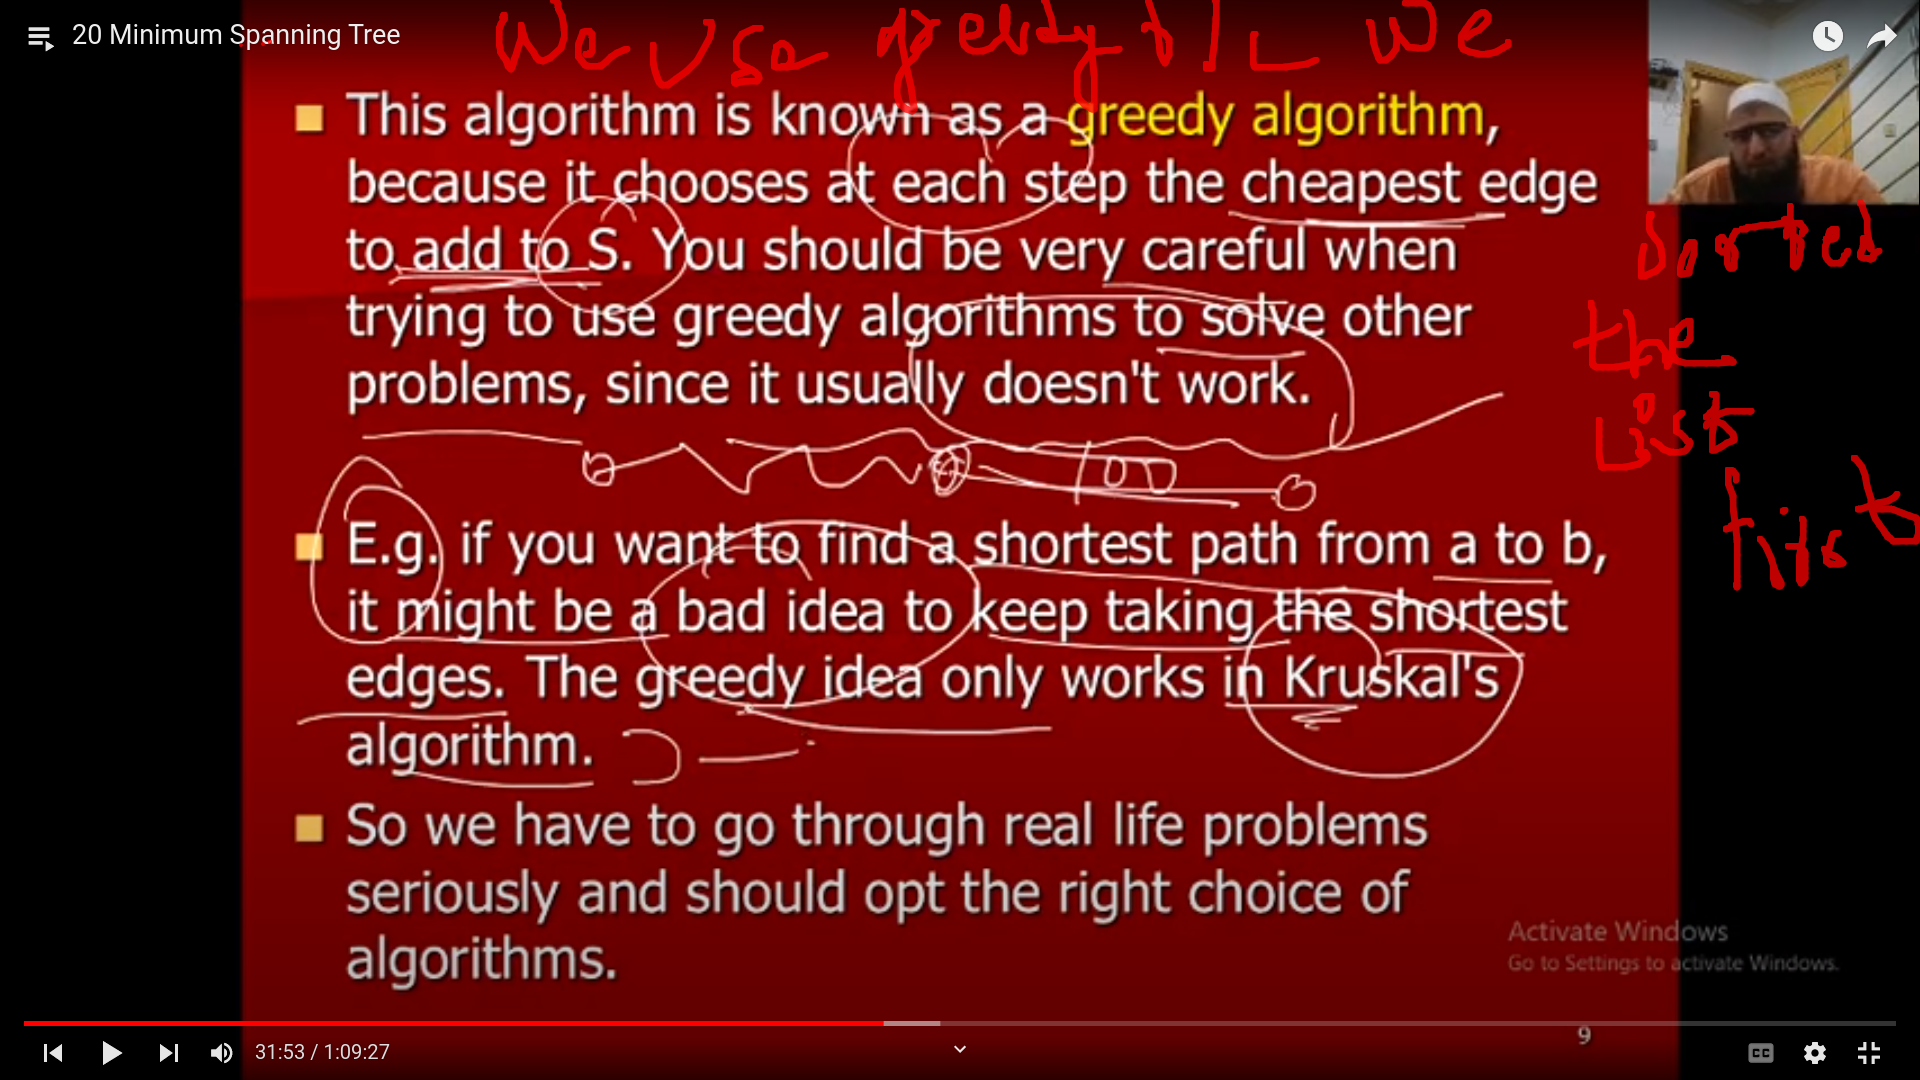 20 Minimum Spanning Tree
We use greedy b/c we
sorted
the
List
first
This algorithm is known as a greedy algorithm,
because it chooses at each step the cheapest edge
to add to S. You should be very careful when
trying to use greedy algorithms to solve other
problems, since it usually doesn't work.
100
E.g. if you want to find a shortest path from a to b,
it might be a bad idea to keep taking the shortest
edges. The greedy idea only works in Kruskal's
algorithm.
So we have to go through real life problems
seriously and should opt the right choice of
algorithms.
Activate Windows
Go to Settings to activate Windows.
9
31:53 / 1:09:27
CC